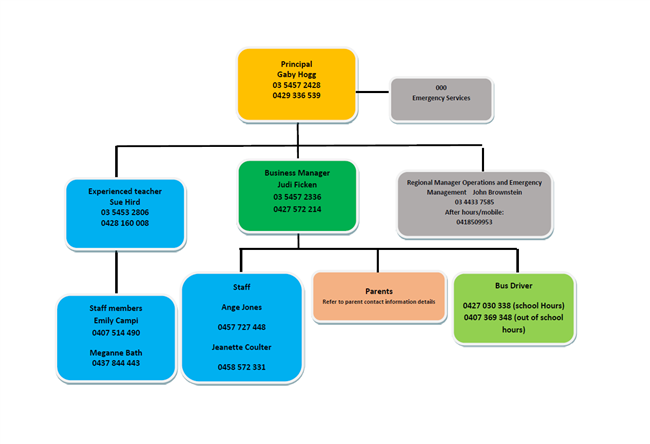 Principal
Gaby Hogg
03 5457 2428
0429 336 539
000
Emergency Services
Experienced teacher
Sue Hird
03 5453 2806
0428 160 008
Business Manager
Judi Ficken
03 5457 2336
0427 572 214
Regional Manager Operations and Emergency
Management John Brownstein
03 4433 7585
After hours/mobile:
0418509953
Staff members
Emily Campi
0407 514 490
Meganne Bath
0437 844 443
Staff
Ange Jones
0457 727 448
Jeanette Coulter
0458 572 331
Parents
Refer to parent contact information details
Bus Driver
0427 030 338 (school Hours)
0407 369 348 (out of school
hours)